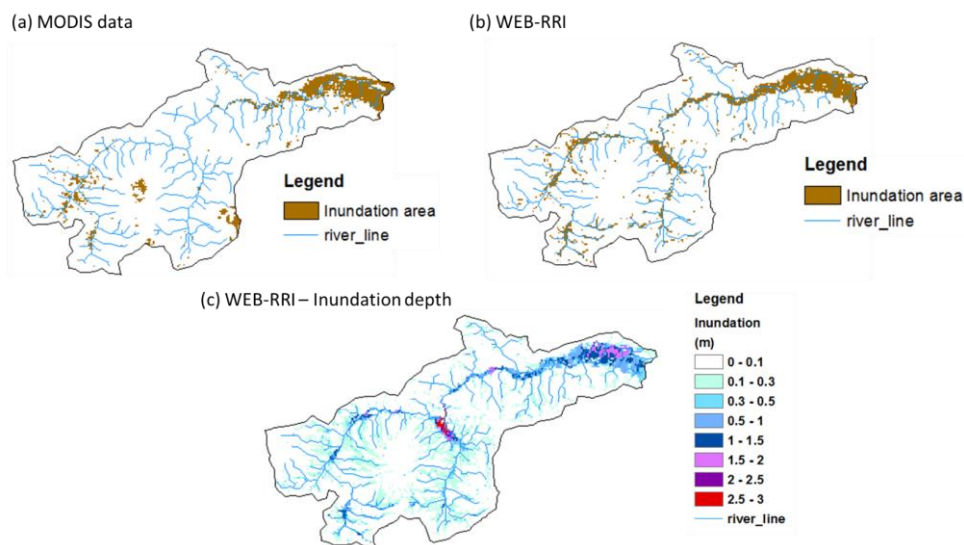 (a) MODIS data
Legend
Inundation area
river_line
(b) WEB-RRI
Legend
Inundation area
river_line
(c) WEB-RRI – Inundation depth
Legend
Inundation
(m)
0 - 0.1
0.1 - 0.3
0.3 - 0.5
0.5 - 1
1 - 1.5
1.5 - 2
2 - 2.5
2.5 - 3
river_line